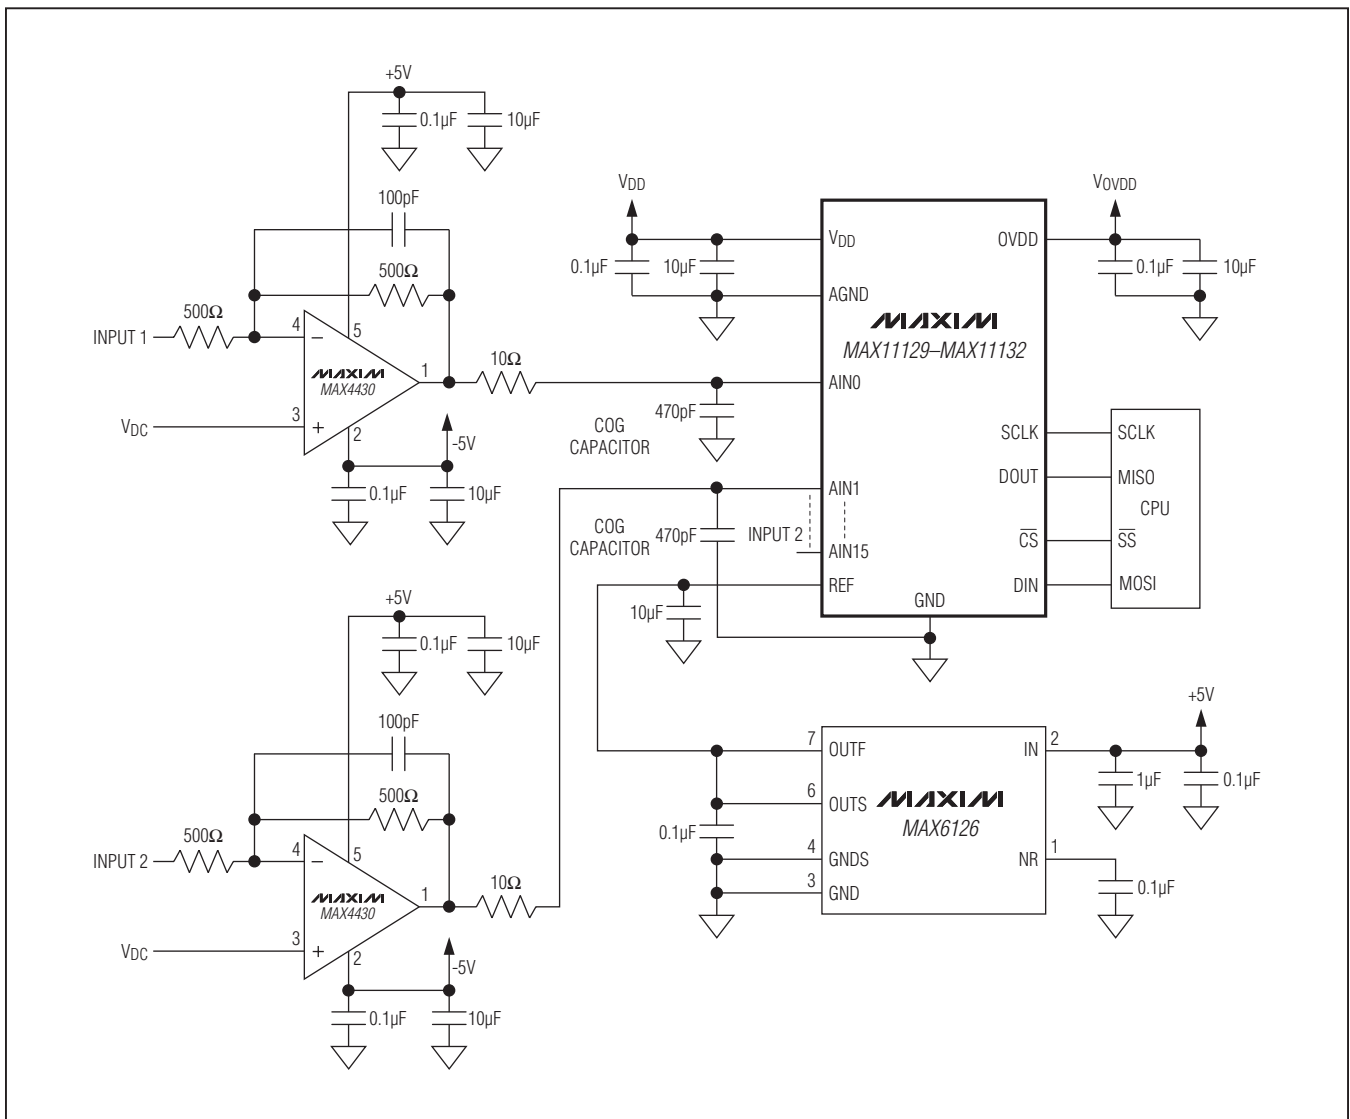 +5V
0.1µF
10µF
100pF
500Ω
500Ω
INPUT 1
4
−
5
MAXIM
MAX4430
1
10Ω
VDC
3
+
2
-5V
0.1µF
10µF
VDD
0.1µF
10µF
VDD
AGND
MAXIM
MAX11129–MAX11132
OVDD
VOVDD
0.1µF
10µF
AIN0
470pF
COG
CAPACITOR
AIN1
COG
CAPACITOR
470pF
INPUT 2
AIN15
REF
10µF
GND
SCLK
DOUT
CS
DIN
SCLK
MISO
CPU
SS
MOSI
+5V
0.1µF
10µF
100pF
500Ω
500Ω
INPUT 2
4
−
5
MAXIM
MAX4430
1
10Ω
VDC
3
+
2
-5V
0.1µF
10µF
7
OUTF
6
OUTS
0.1µF
4
GNDS
3
GND
MAXIM
MAX6126
IN
2
NR
1
+5V
1µF
0.1µF
0.1µF